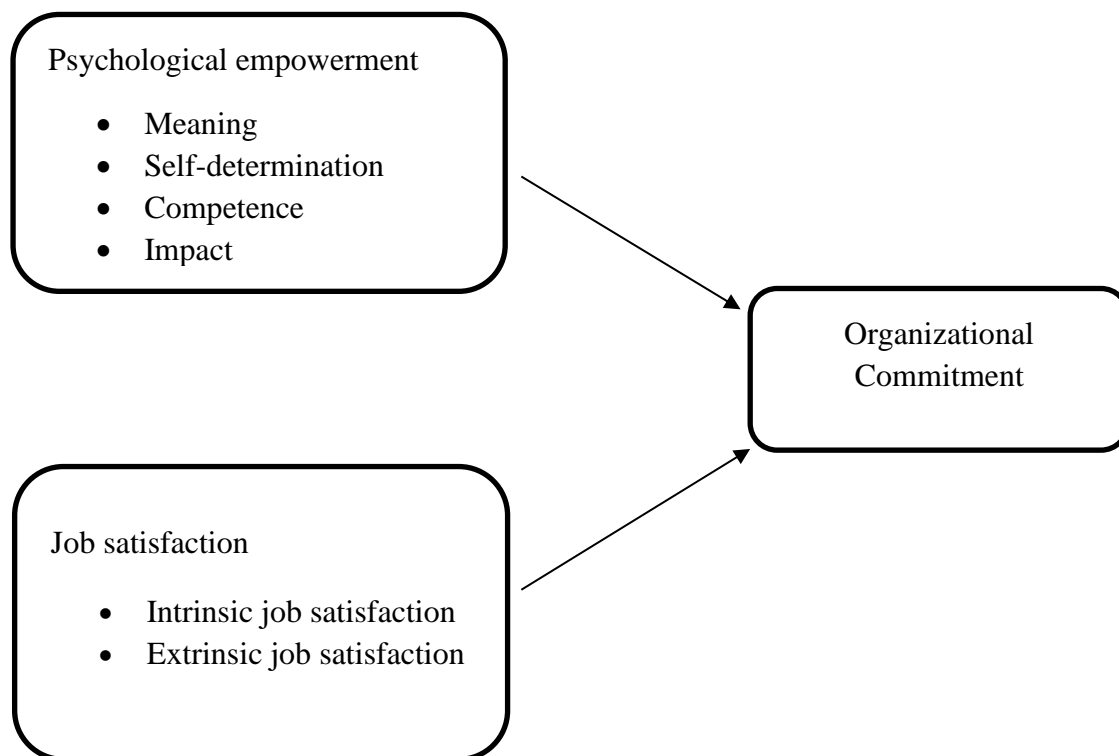 Psychological empowerment
• Meaning
• Self-determination
• Competence
• Impact
Organizational
Commitment
Job satisfaction
• Intrinsic job satisfaction
• Extrinsic job satisfaction